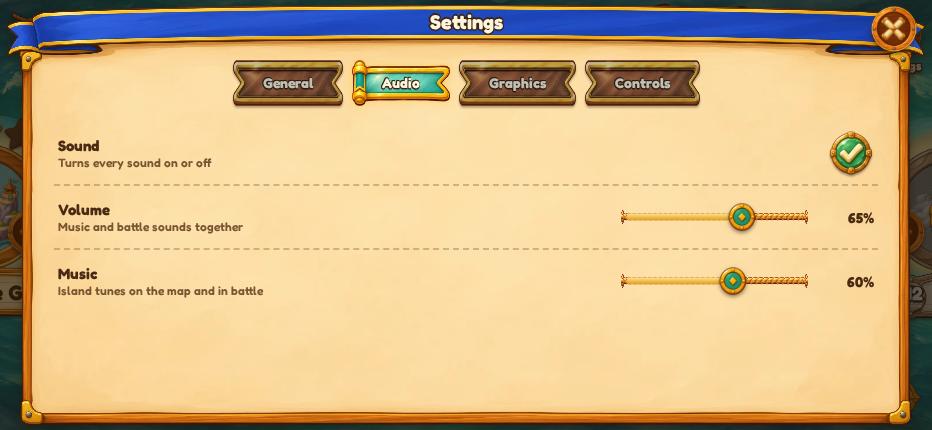 Settings
General
Audio
Graphics
Controls
Sound
Turns every sound on or off
Volume
Music and battle sounds together
65%
Music
Island tunes on the map and in battle
60%